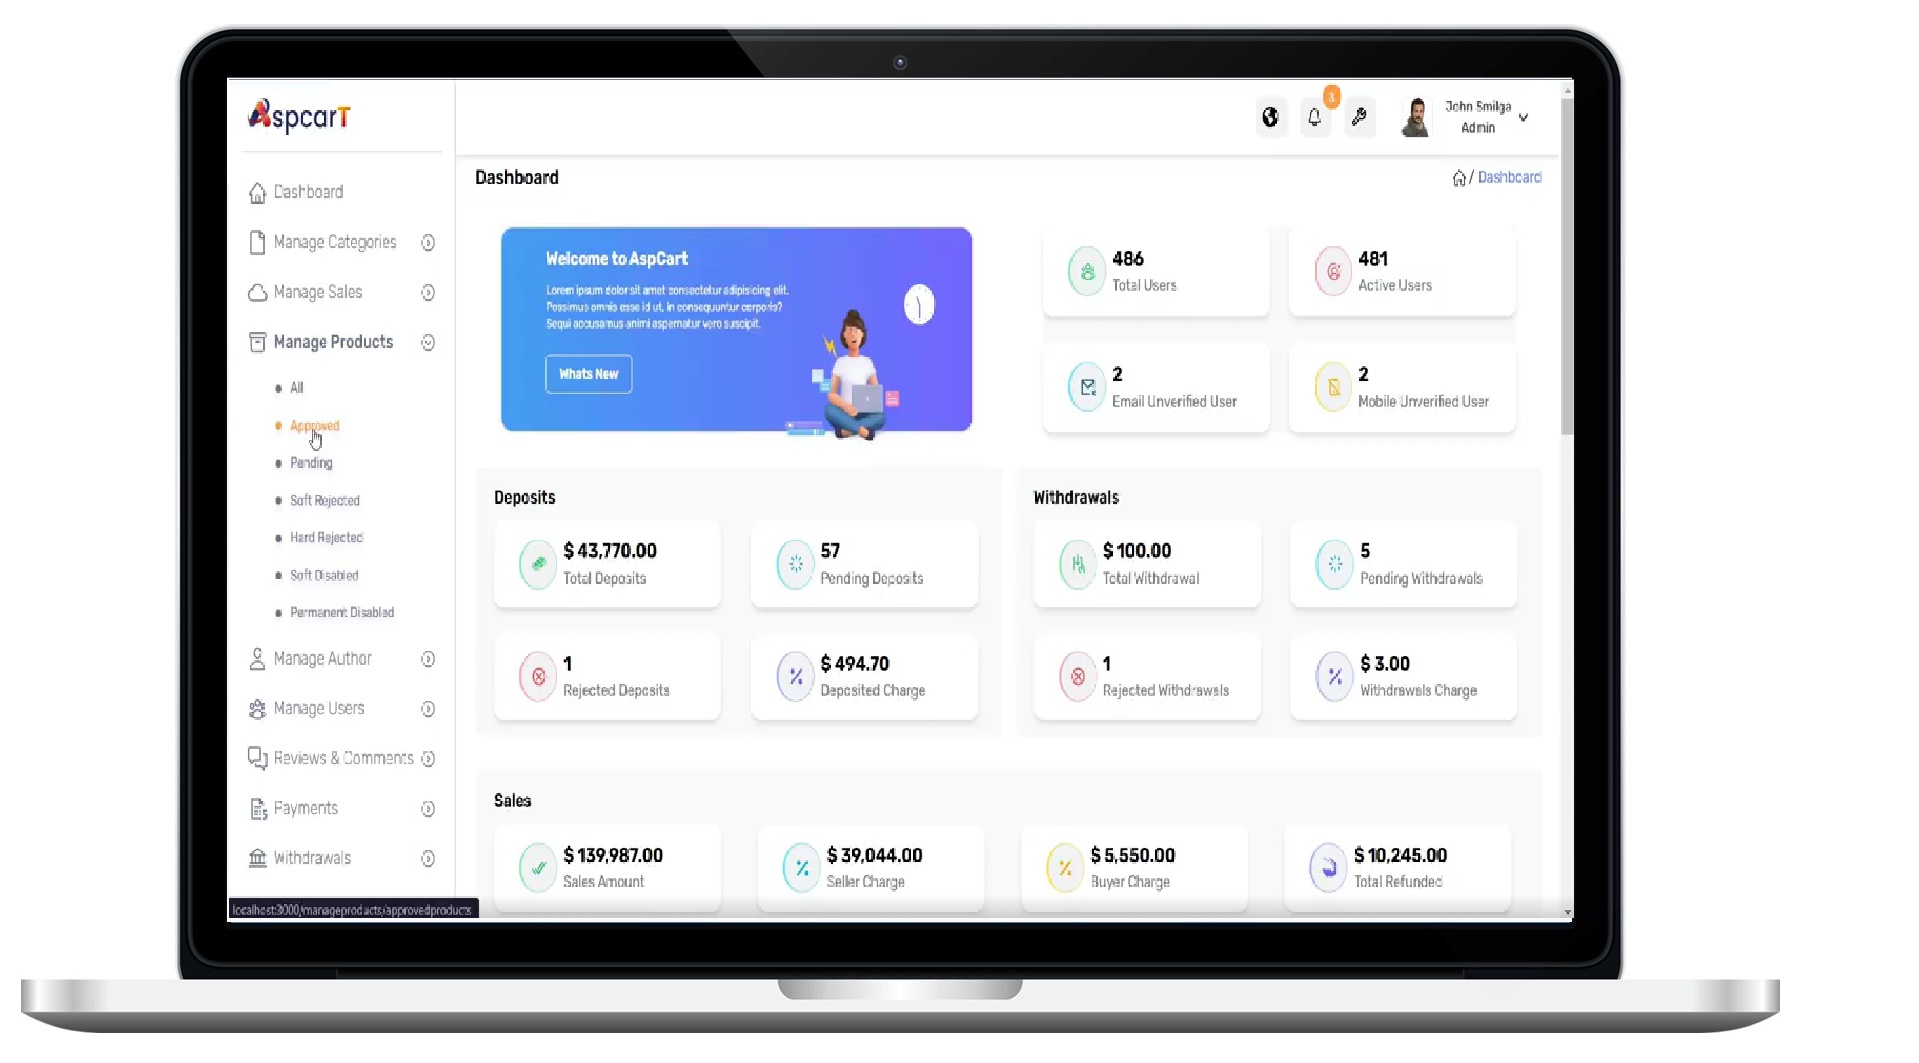 AspcarT
3
John Smilga
Admin
Dashboard
Manage Categories
Manage Sales
Manage Products
All
Approved
Pending
Soft Rejected
Hard Rejected
Soft Disabled
Permanent Disabled
Manage Author
Manage Users
Reviews & Comments
Payments
Withdrawals
localhost:3000/manageproducts/approvedproducts
Dashboard
/ Dashboard
Welcome to AspCart
Lorem ipsum dolor sit amet consectetur adipisicing elit.
Possimus omnis esse id ut, in consequuntur corporis?
Sequi accusamus animi aspernatur vero suscipit.
Whats New
486
Total Users
481
Active Users
2
Email Unverified User
2
Mobile Unverified User
Deposits
$ 43,770.00
Total Deposits
57
Pending Deposits
1
Rejected Deposits
$ 494.70
Deposited Charge
Withdrawals
$ 100.00
Total Withdrawal
5
Pending Withdrawals
1
Rejected Withdrawals
$ 3.00
Withdrawals Charge
Sales
$ 139,987.00
Sales Amount
$ 39,044.00
Seller Charge
$ 5,550.00
Buyer Charge
$ 10,245.00
Total Refunded